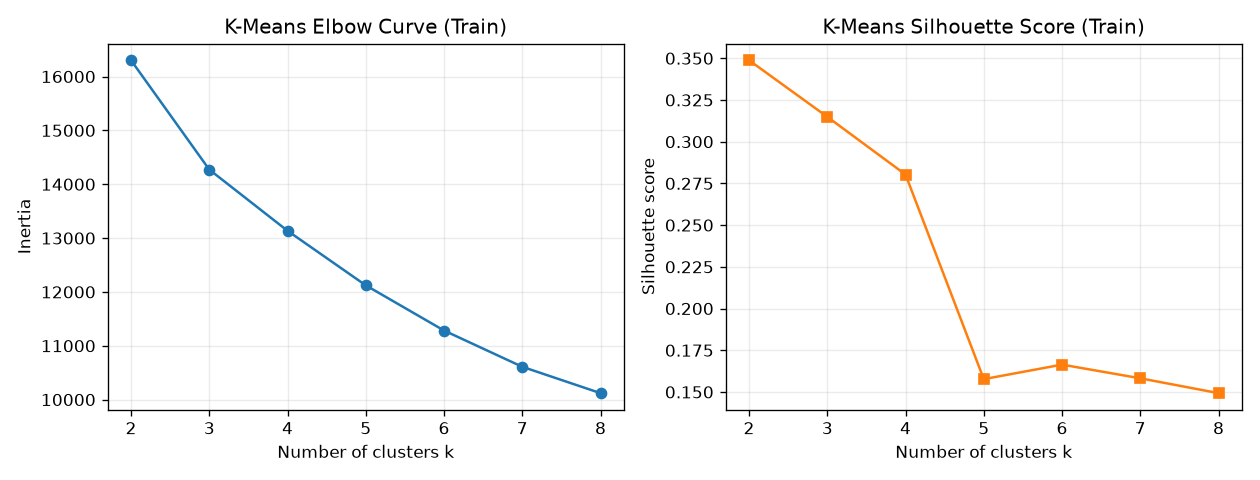 K-Means Elbow Curve (Train)
16000
15000
14000
13000
12000
11000
10000
Inertia
2 3 4 5 6 7 8
Number of clusters k
K-Means Silhouette Score (Train)
0.350
0.325
0.300
0.275
0.250
0.225
0.200
0.175
0.150
Silhouette score
2 3 4 5 6 7 8
Number of clusters k